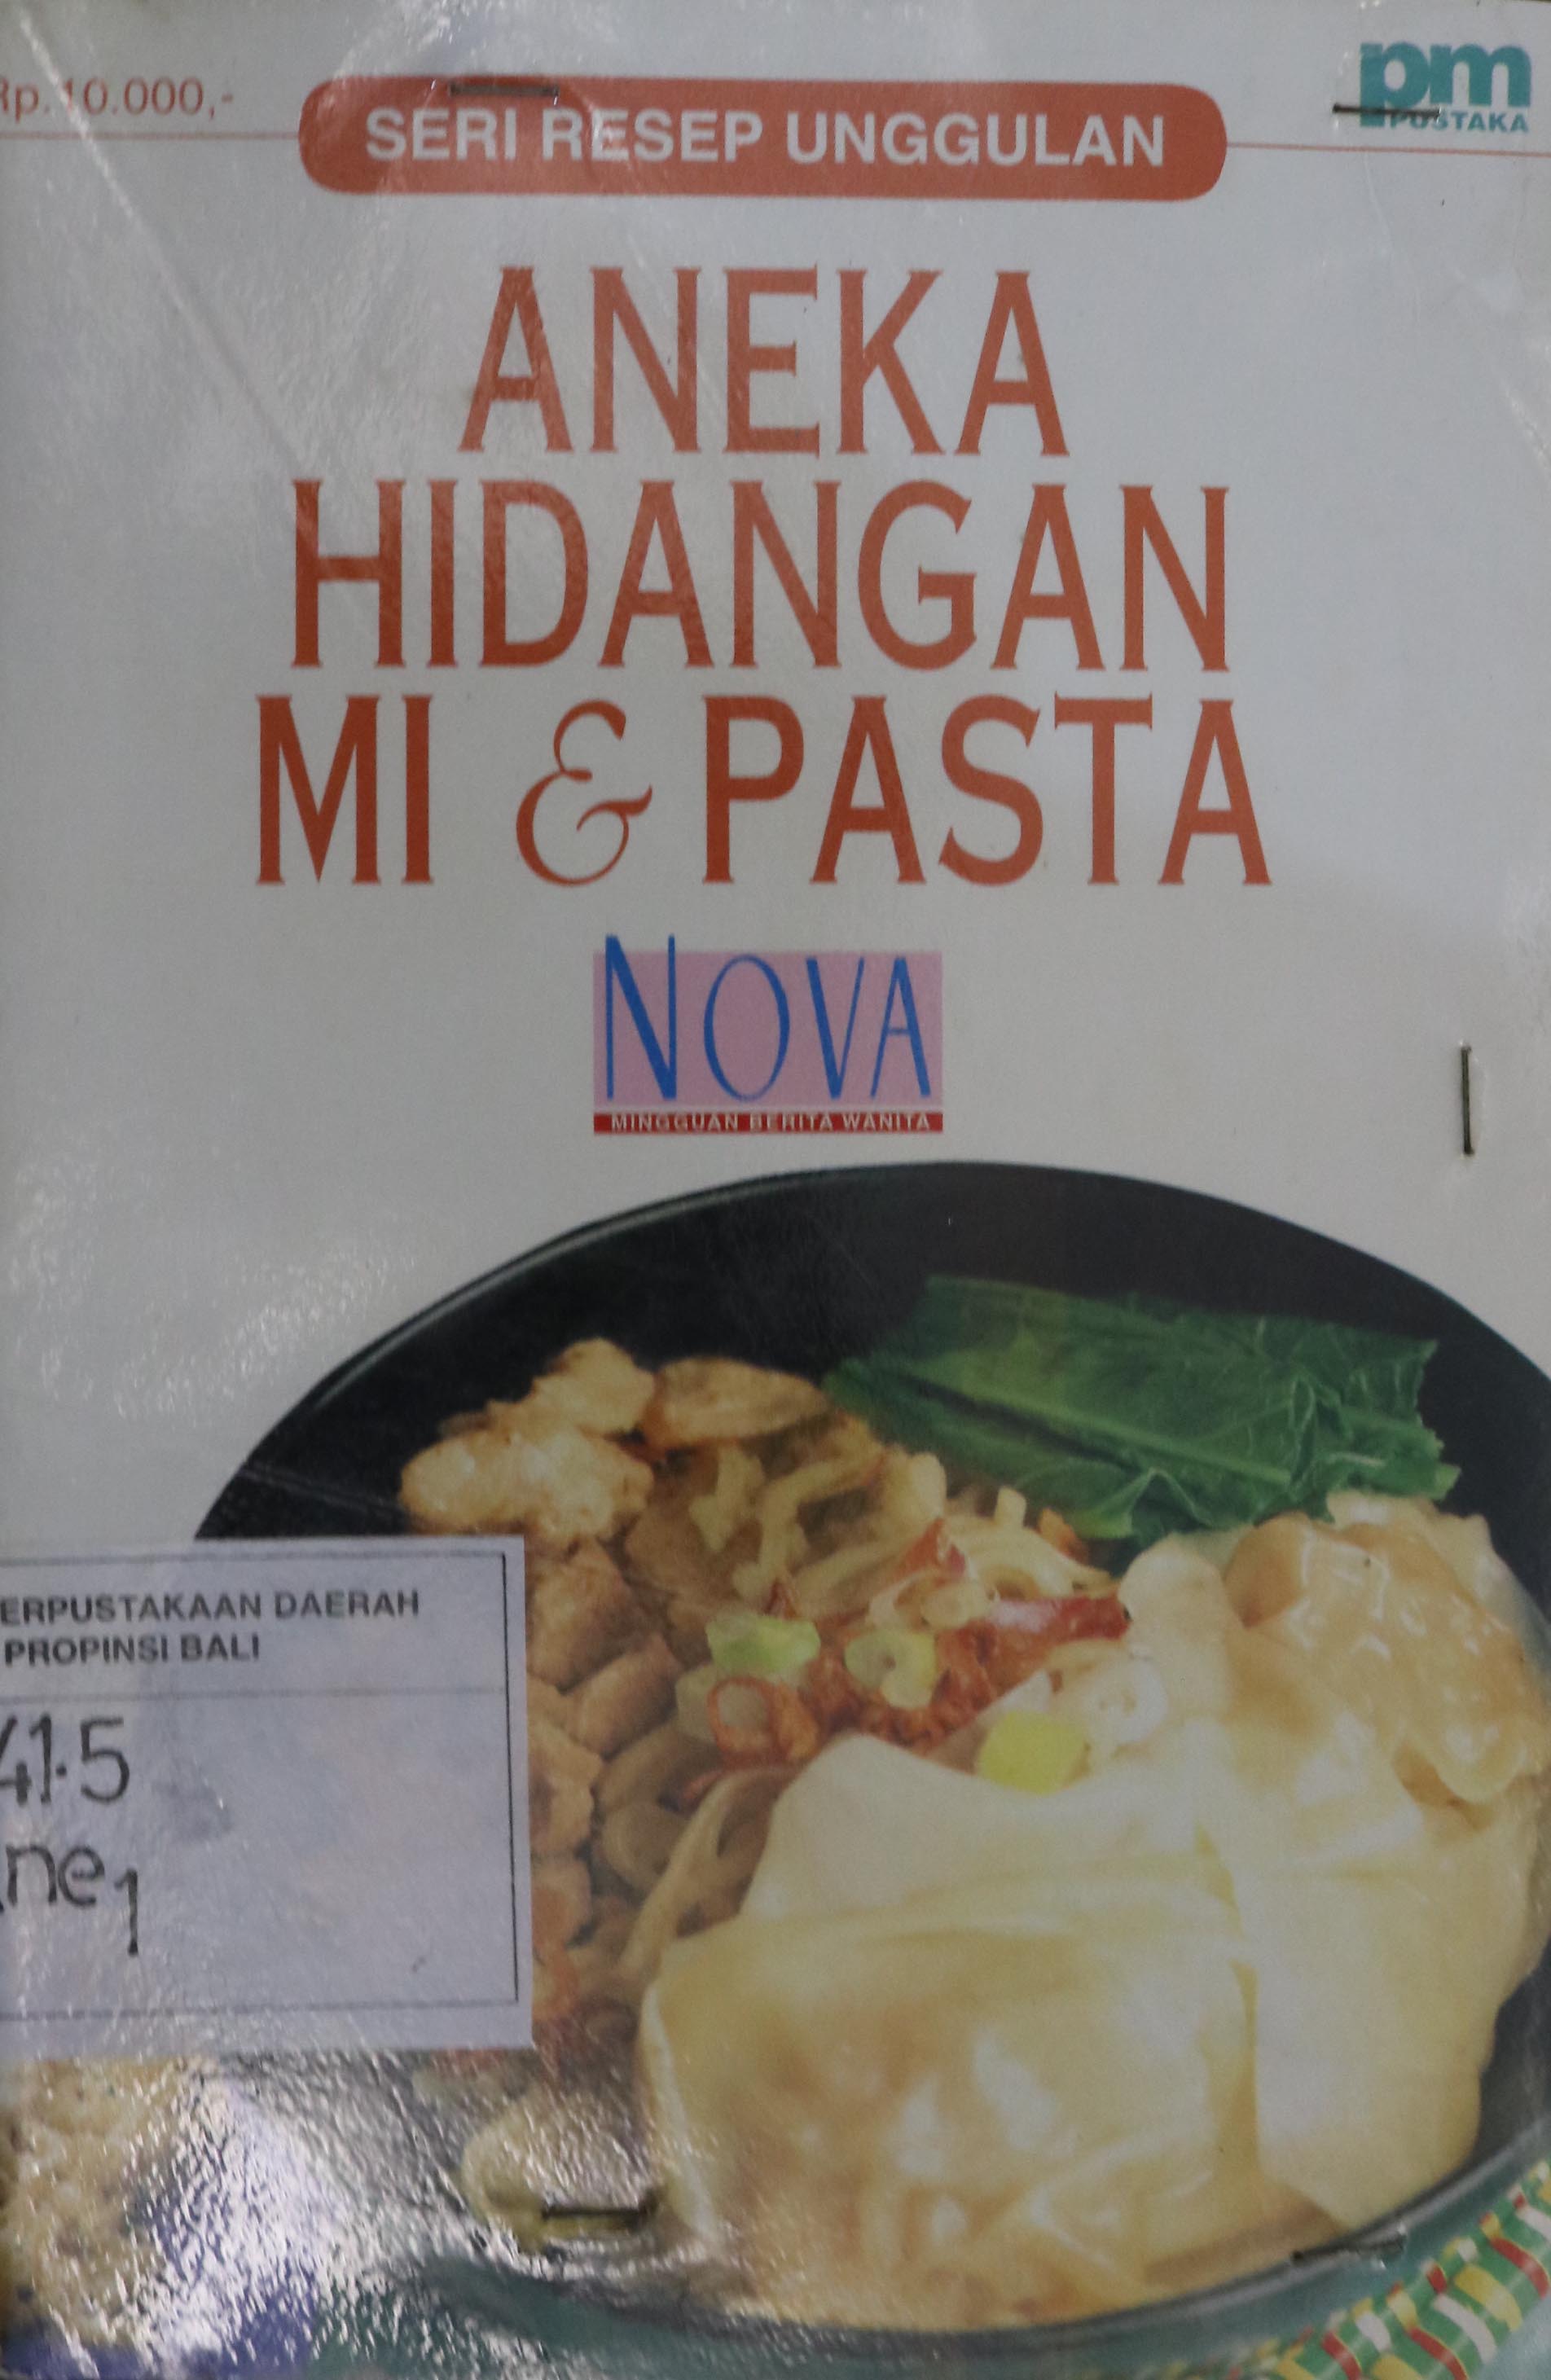 Rp.10.000,-
SERI RESEP UNGGULAN
pm
PUSTAKA
ANEKA
HIDANGAN
MI & PASTA
NOVA
MINGGUAN BERITA WANITA
ERPUSTAKAAN DAERAH
PROPINSI BALI
41.5
ne1